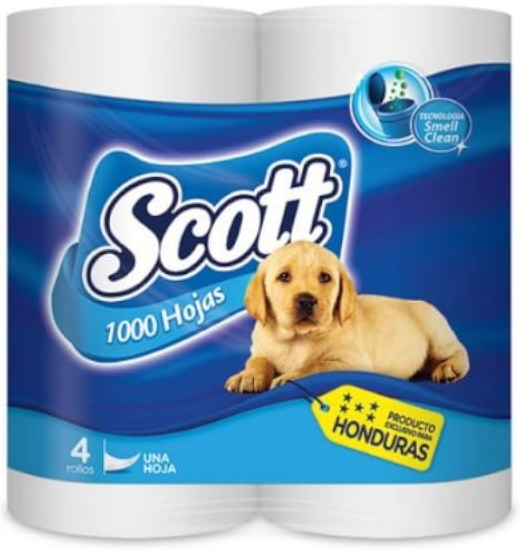 TECNOLOGÍA
Smell
Clean
Scott®
1000 Hojas
PRODUCTO
EXCLUSIVO PARA
HONDURAS
4
rollos
UNA
HOJA